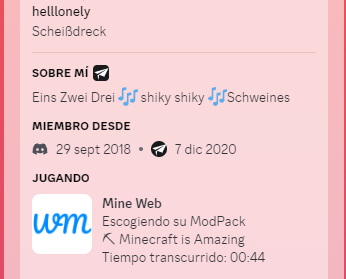 helllonely
Scheißdreck
SOBRE MÍ
Eins Zwei Drei 🎶 shiky shiky 🎶Schweines
MIEMBRO DESDE
29 sept 2018 • 7 dic 2020
JUGANDO
wm
Mine Web
Escogiendo su ModPack
⛏ Minecraft is Amazing
Tiempo transcurrido: 00:44